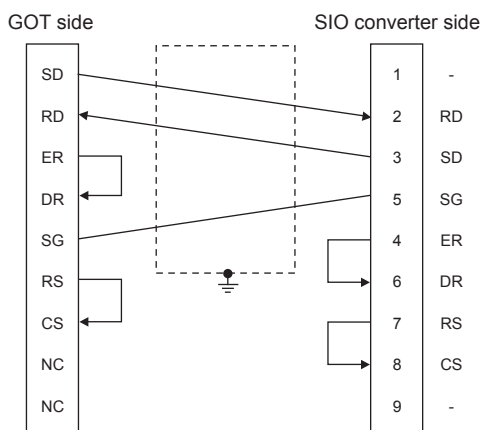 GOT side SIO converter side
SD 1 -
RD 2 RD
ER 3 SD
DR 5 SG
SG 4 ER
RS 6 DR
CS 7 RS
NC 8 CS
NC 9 -